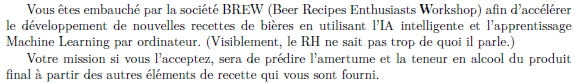 Vous êtes embauché par la société BREW (Beer Recipes Enthusiasts Workshop) afin d'accélérer
le développement de nouvelles recettes de bières en utilisant l'IA intelligente et l'apprentissage
Machine Learning par ordinateur. (Visiblement, le RH ne sait pas trop de quoi il parle.)
Votre mission si vous l'acceptez, sera de prédire l'amertume et la teneur en alcool du produit
final à partir des autres éléments de recette qui vous sont fourni.